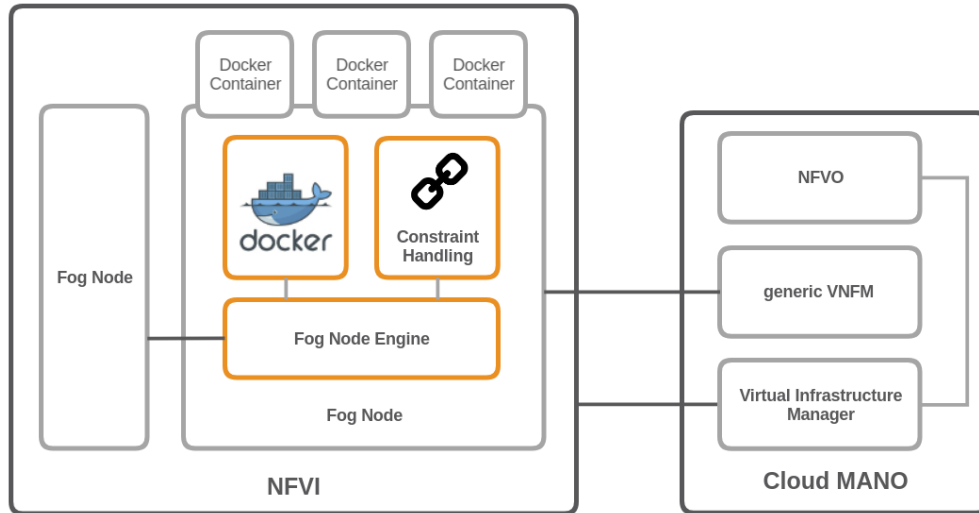 Docker
Container
Docker
Container
Docker
Container
Fog Node
docker
Constraint
Handling
Fog Node Engine
Fog Node
NFVI
NFVO
generic VNFM
Virtual Infrastructure
Manager
Cloud MANO